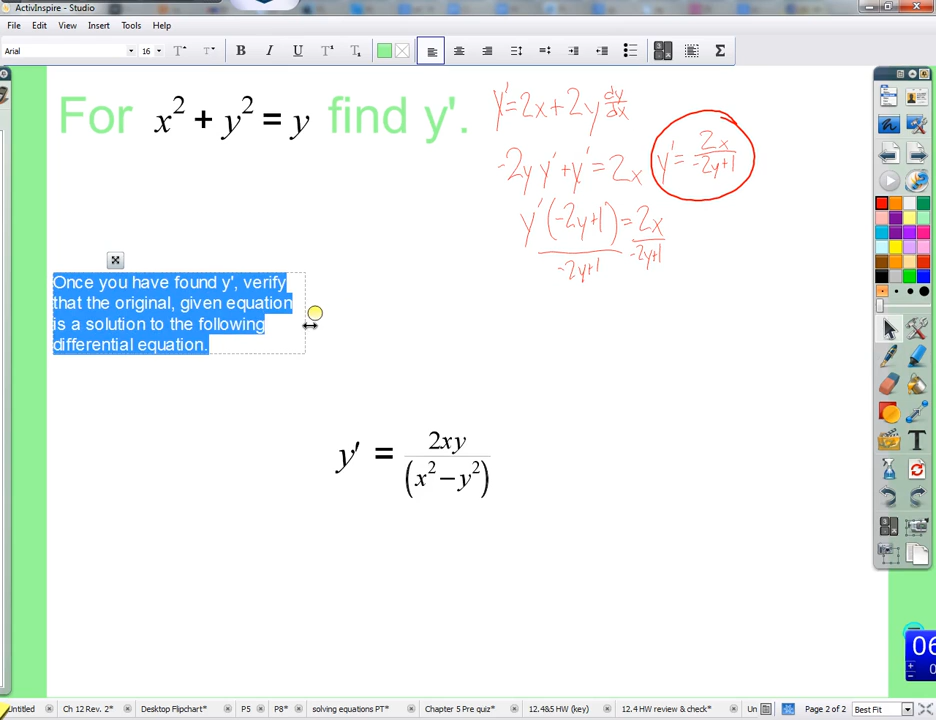 ActivInspire - Studio
File Edit View Insert Tools Help
Arial 16 B I U
For x² + y² = y find y'.
y' = 2x + 2y dy/dx
-2y y' + y' = 2x
y' = 2x/(-2y+1)
y' (-2y+1) = 2x
-2y+1 -2y+1
Once you have found y', verify
that the original, given equation
is a solution to the following
differential equation.
y' = 2xy/(x² − y²)
06
Untitled Ch 12 Rev. 2* Desktop Flipchart* P5 P8* solving equations PT* Chapter 5 Pre quiz* 12.4&5 HW (key) 12.4 HW review & check* Un Page 2 of 2 Best Fit